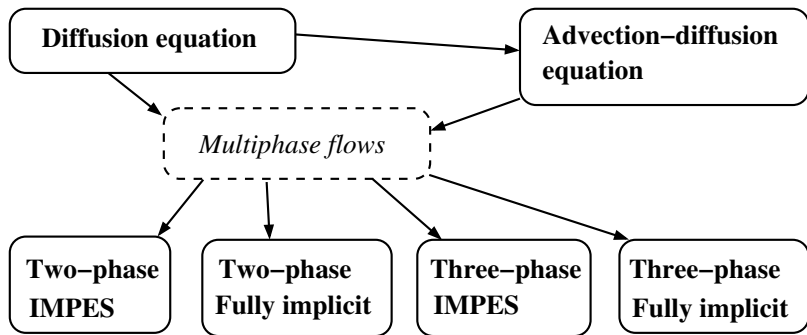 Diffusion equation
Advection−diffusion
equation
Multiphase flows
Two−phase
IMPES
Two−phase
Fully implicit
Three−phase
IMPES
Three−phase
Fully implicit